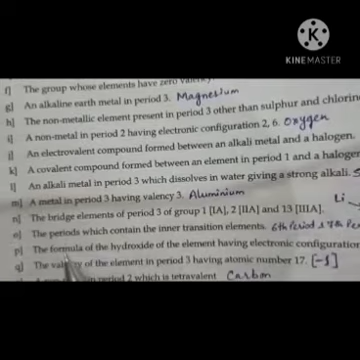 KINEMASTER
f) The group whose elements have zero valency.
g) An alkaline earth metal in period 3. Magnesium
h) The non-metallic element present in period 3 other than sulphur and chlorine
i) A non-metal in period 2 having electronic configuration 2, 6. Oxygen
j) An electrovalent compound formed between an alkali metal and a halogen.
k) A covalent compound formed between an element in period 1 and a halogen
l) An alkali metal in period 3 which dissolves in water giving a strong alkali. S
m) A metal in period 3 having valency 3. Aluminium
Li
n) The bridge elements of period 3 of group 1 [IA], 2 [IIA] and 13 [IIIA].
o) The periods which contain the inner transition elements. 6th Period & 7th Pe
p) The formula of the hydroxide of the element having electronic configuration
q) The valency of the element in period 3 having atomic number 17. [-1]
in period 2 which is tetravalent Carbon